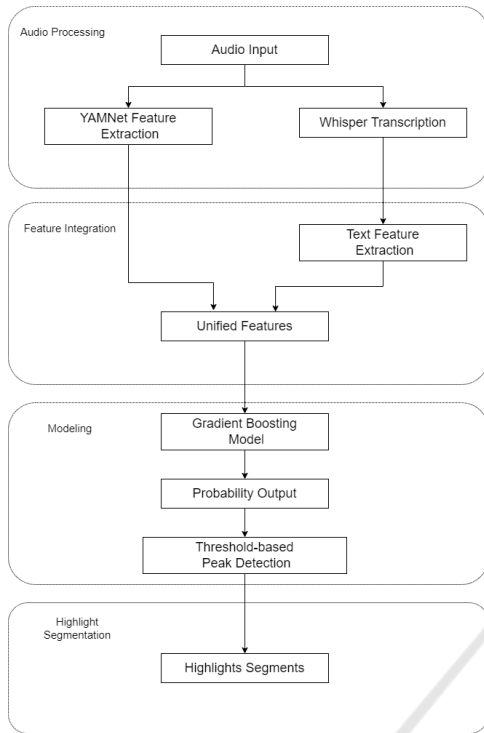 Audio Processing
Audio Input
YAMNet Feature
Extraction
Whisper Transcription
Feature Integration
Text Feature
Extraction
Unified Features
Modeling
Gradient Boosting
Model
Probability Output
Threshold-based
Peak Detection
Highlight
Segmentation
Highlights Segments